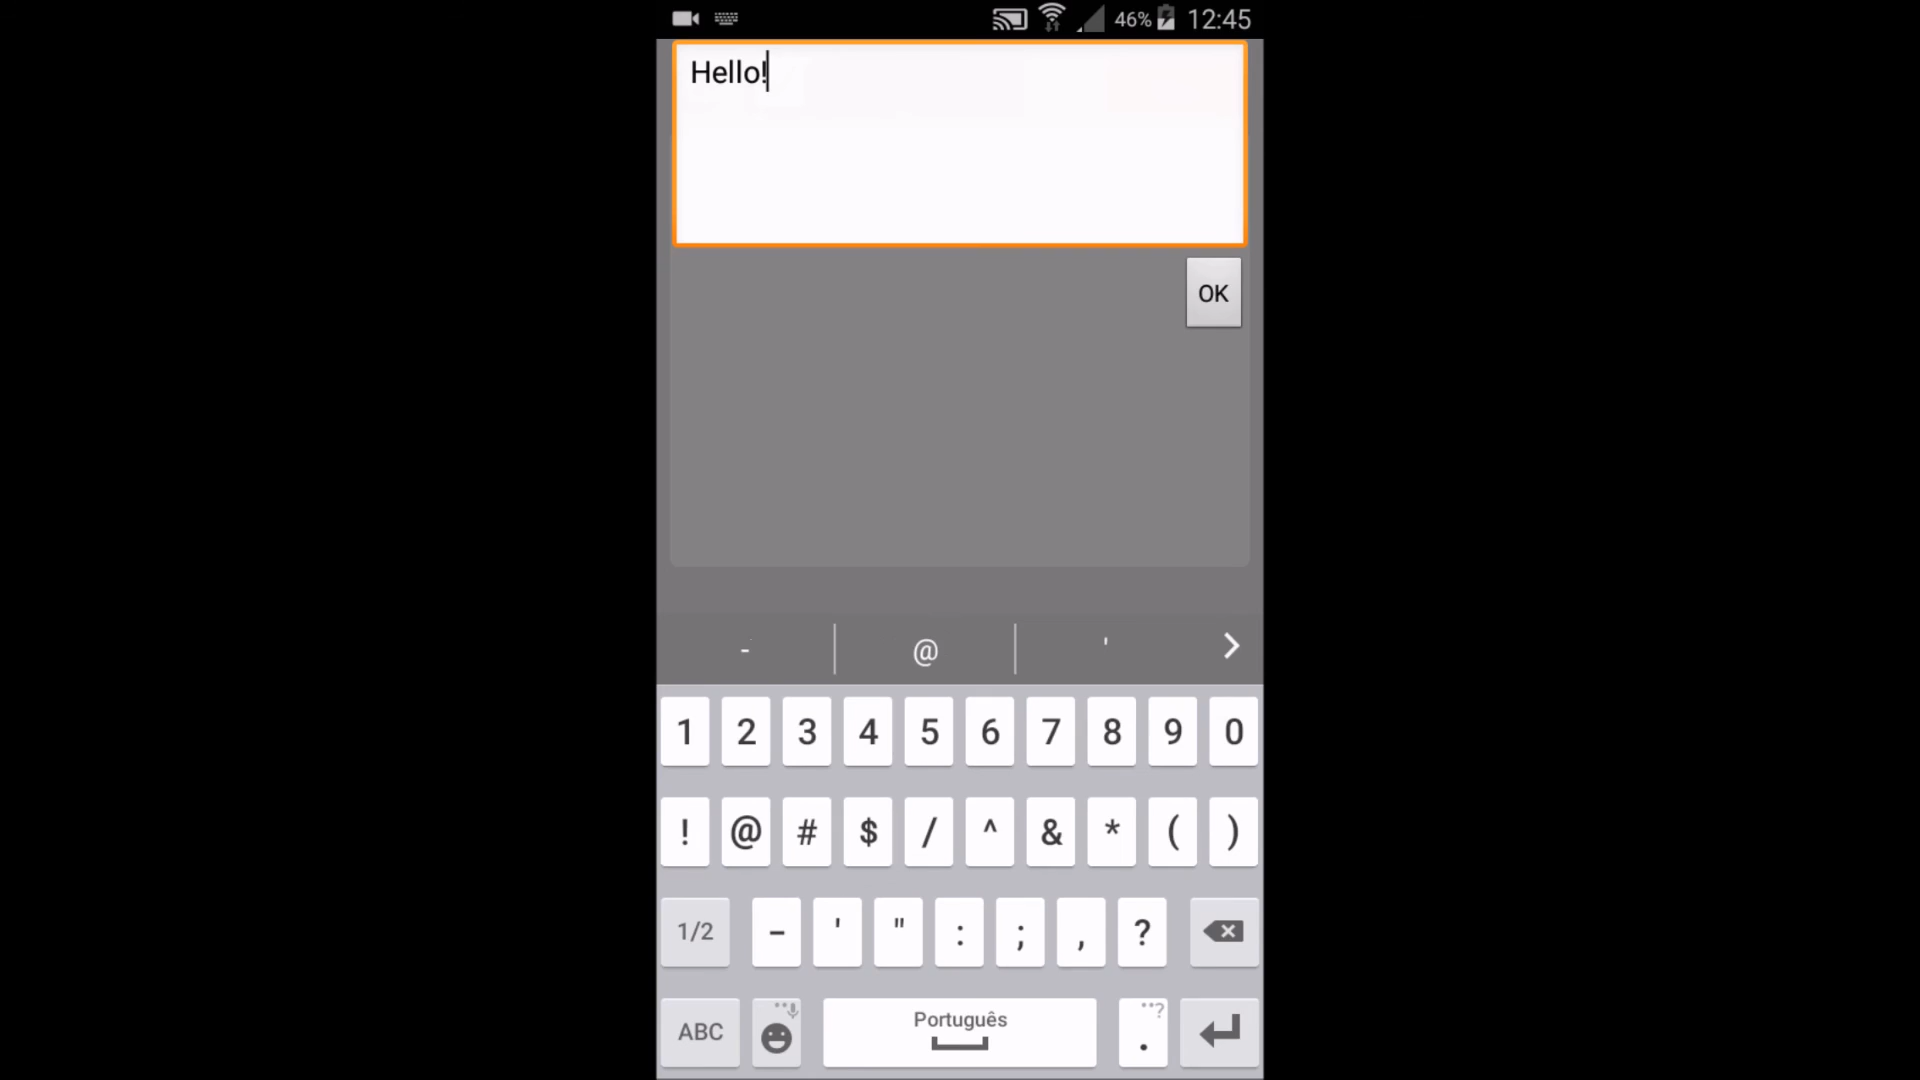 46% 12:45
Hello!
OK
- @ '
1 2 3 4 5 6 7 8 9 0
! @ # $ / ^ & * ( )
1/2 - ' " : ; , ?
ABC Português . ?